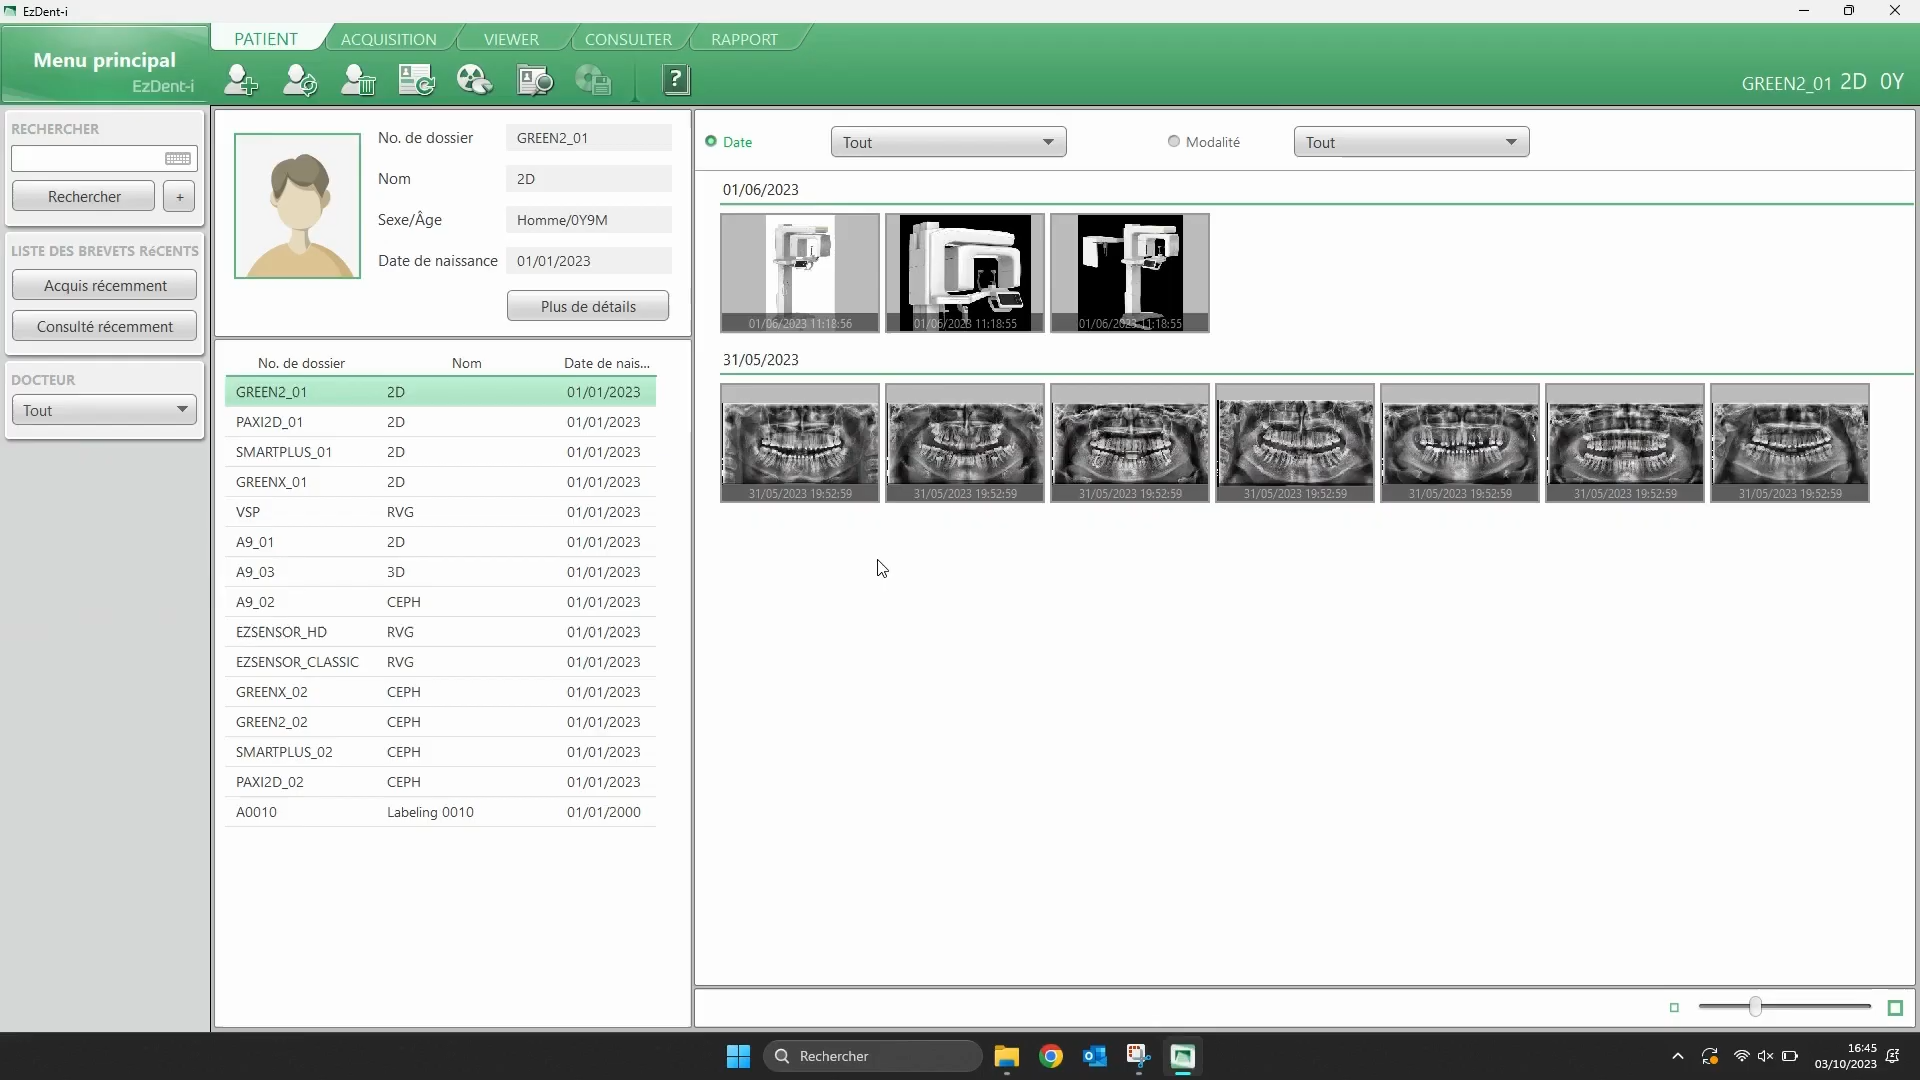 EzDent-i
Menu principal
EzDent-i
PATIENT
ACQUISITION
VIEWER
CONSULTER
RAPPORT
?
GREEN2_01 2D 0Y
RECHERCHER
Rechercher
+
LISTE DES BREVETS RéCENTS
Acquis récemment
Consulté récemment
DOCTEUR
Tout
No. de dossier GREEN2_01
Nom 2D
Sexe/Âge Homme/0Y9M
Date de naissance 01/01/2023
Plus de détails
No. de dossier Nom Date de nais...
GREEN2_01 2D 01/01/2023
PAXI2D_01 2D 01/01/2023
SMARTPLUS_01 2D 01/01/2023
GREENX_01 2D 01/01/2023
VSP RVG 01/01/2023
A9_01 2D 01/01/2023
A9_03 3D 01/01/2023
A9_02 CEPH 01/01/2023
EZSENSOR_HD RVG 01/01/2023
EZSENSOR_CLASSIC RVG 01/01/2023
GREENX_02 CEPH 01/01/2023
GREEN2_02 CEPH 01/01/2023
SMARTPLUS_02 CEPH 01/01/2023
PAXI2D_02 CEPH 01/01/2023
A0010 Labeling 0010 01/01/2000
Date Tout Modalité Tout
01/06/2023
01/06/2023 11:18:56 01/06/2023 11:18:55 01/06/2023 11:18:55
31/05/2023
31/05/2023 19:52:59 31/05/2023 19:52:59 31/05/2023 19:52:59 31/05/2023 19:52:59 31/05/2023 19:52:59 31/05/2023 19:52:59 31/05/2023 19:52:59
Rechercher
16:45
03/10/2023